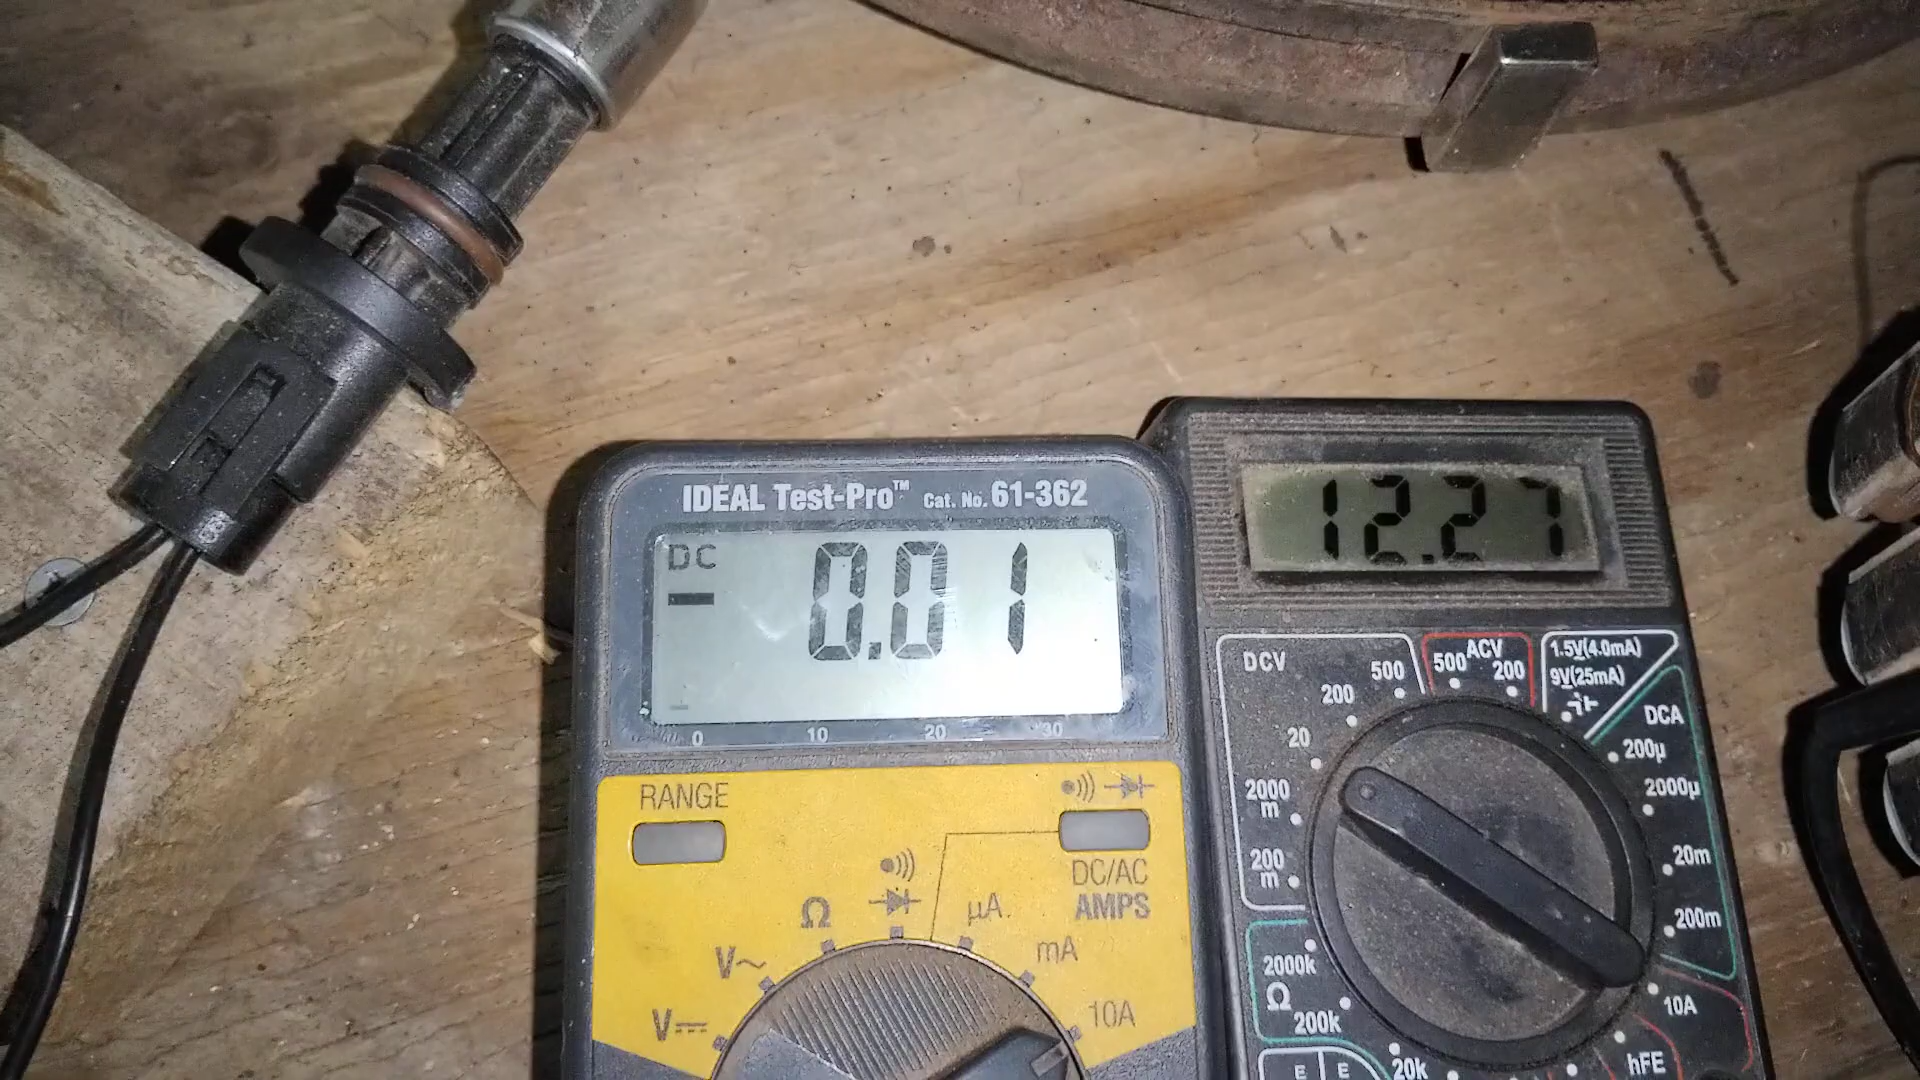 IDEAL Test-Pro™ Cat. No. 61-362
DC
- 0.01
0 10 20 30
RANGE
DC/AC
AMPS
Ω
µA
V~
mA
V⎓
10A
12.27
DCV
500
200
20
2000
m
200
m
ACV
500 200
1.5V(4.0mA)
9V(25mA)
DCA
200µ
2000µ
20m
200m
10A
hFE
2000k
Ω
200k
20k
E E